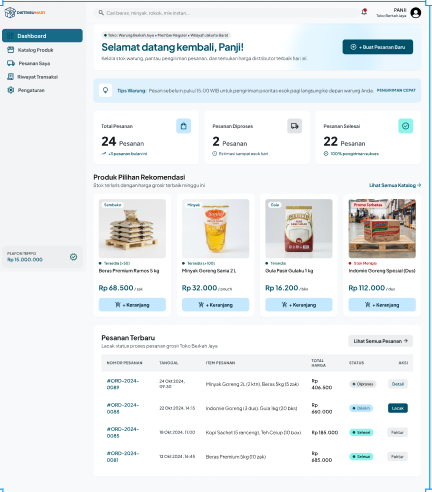 DISTRIBUSIKITA
Cari beras, minyak, rokok, mie instan...
PANJI
Toko Berkah Jaya
Dashboard
Katalog Produk
Pesanan Saya
Riwayat Transaksi
Pengaturan
PLAFON TEMPO
Rp 15.000.000
Toko: Warung Berkah Jaya • Member Reguler • Wilayah Jakarta Barat
Selamat datang kembali, Panji!
Kelola stok warung, pantau pengiriman pesanan, dan temukan harga distributor terbaik hari ini.
+ Buat Pesanan Baru
Tips Warung: Pesan sebelum pukul 15:00 WIB untuk pengiriman prioritas esok pagi langsung ke depan warung Anda.
PENGIRIMAN CEPAT
Total Pesanan
24 Pesanan
+3 pesanan bulan ini
Pesanan Diproses
2 Pesanan
Estimasi sampai esok hari
Pesanan Selesai
22 Pesanan
100% pengiriman sukses
Produk Pilihan Rekomendasi
Stok terlaris dengan harga grosir terbaik minggu ini
Lihat Semua Katalog →
Sembako
Tersedia (>50)
Beras Premium Ramos 5 kg
Rp 68.500 / sak
+ Keranjang
Minyak
Tersedia (>100)
Minyak Goreng Sania 2 L
Rp 32.000 / pouch
+ Keranjang
Gula
Tersedia
Gula Pasir Gulaku 1 kg
Rp 16.200 / bks
+ Keranjang
Promo Terbatas
Stok Menipis
Indomie Goreng Spesial (Dus)
Rp 112.000 / dus
+ Keranjang
Pesanan Terbaru
Lacak status proses pesanan grosir Toko Berkah Jaya
Lihat Semua Pesanan →
NOMOR PESANAN TANGGAL ITEM PESANAN TOTAL HARGA STATUS AKSI
#ORD-2024-0089 24 Okt 2024, 09:30 Minyak Goreng 2L (2 ktn), Beras 5kg (5 zak) Rp 406.500 Diproses Detail
#ORD-2024-0088 22 Okt 2024, 14:15 Indomie Goreng (3 dus), Gula 1kg (20 bks) Rp 660.000 Dikirim Lacak
#ORD-2024-0085 18 Okt 2024, 11:00 Kopi Sachet (5 renceng), Teh Celup (10 box) Rp 185.000 Selesai Faktur
#ORD-2024-0081 12 Okt 2024, 16:45 Beras Premium 5kg (10 zak) Rp 685.000 Selesai Faktur